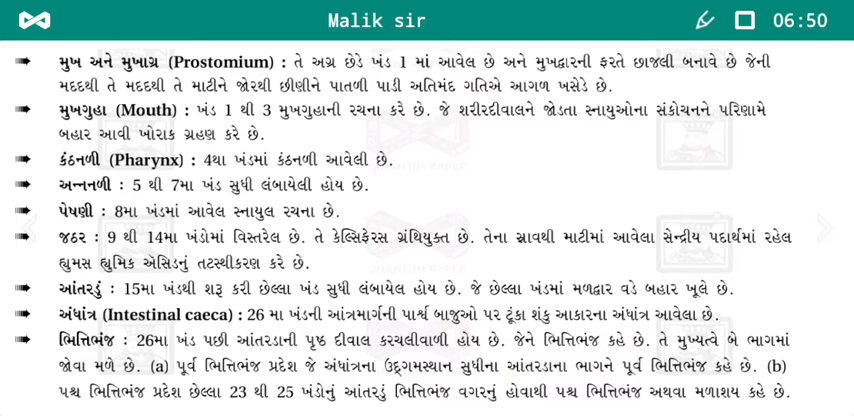 Malik sir
06:50
➠ મુખ અને મુખાગ્ર (Prostomium) : તે અગ્ર છેડે ખંડ 1 માં આવેલ છે અને મુખદ્વારની ફરતે છાજલી બનાવે છે જેની
મદદથી તે મદદથી તે માટીને જોરથી છીણીને પાતળી પાડી અતિમંદ ગતિએ આગળ ખસેડે છે.
➠ મુખગુહા (Mouth) : ખંડ 1 થી 3 મુખગુહાની રચના કરે છે. જે શરીરદીવાલને જોડતા સ્નાયુઓના સંકોચનને પરિણામે
બહાર આવી ખોરાક ગ્રહણ કરે છે.
➠ કંઠનળી (Pharynx) : 4થા ખંડમાં કંઠનળી આવેલી છે.
➠ અન્નનળી : 5 થી 7મા ખંડ સુધી લંબાયેલી હોય છે.
➠ પેષણી : 8મા ખંડમાં આવેલ સ્નાયુલ રચના છે.
➠ જઠર : 9 થી 14મા ખંડોમાં વિસ્તરેલ છે. તે કેલ્સિફેરસ ગ્રંથિયુક્ત છે. તેના સ્રાવથી માટીમાં આવેલા સેન્દ્રીય પદાર્થમાં રહેલ
હ્યુમસ હ્યુમિક ઍસિડનું તટસ્થીકરણ કરે છે.
➠ આંતરડું : 15મા ખંડથી શરૂ કરી છેલ્લા ખંડ સુધી લંબાયેલ હોય છે. જે છેલ્લા ખંડમાં મળદ્વાર વડે બહાર ખૂલે છે.
➠ અંધાંત્ર (Intestinal caeca) : 26 મા ખંડની આંત્રમાર્ગની પાર્શ્વ બાજુઓ પર ટૂંકા શંકુ આકારના અંધાંત્ર આવેલા છે.
➠ ભિત્તિભંજ : 26મા ખંડ પછી આંતરડાની પૃષ્ઠ દીવાલ કરચલીવાળી હોય છે. જેને ભિત્તિભંજ કહે છે. તે મુખ્યત્વે બે ભાગમાં
જોવા મળે છે. (a) પૂર્વ ભિત્તિભંજ પ્રદેશ જે અંધાંત્રના ઉદ્‌ગમસ્થાન સુધીના આંતરડાના ભાગને પૂર્વ ભિત્તિભંજ કહે છે. (b)
પશ્ચ ભિત્તિભંજ પ્રદેશ છેલ્લા 23 થી 25 ખંડોનું આંતરડું ભિત્તિભંજ વગરનું હોવાથી પશ્ચ ભિત્તિભંજ અથવા મળાશય કહે છે.